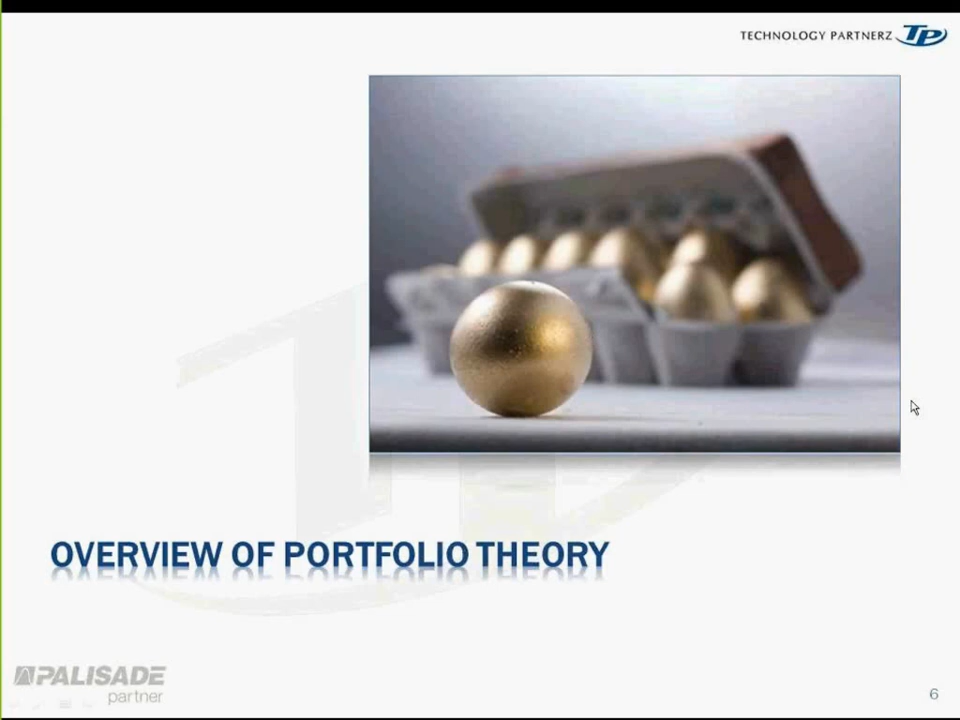 TECHNOLOGY PARTNERZ TP
OVERVIEW OF PORTFOLIO THEORY
PALISADE
partner
6